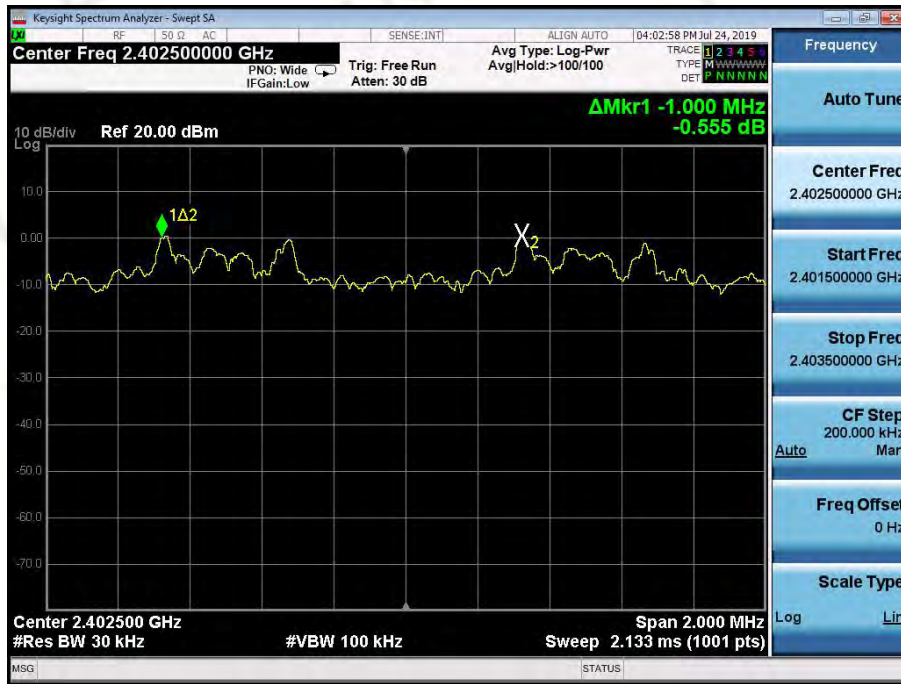 Keysight Spectrum Analyzer - Swept SA
LXI RF 50 Ω AC SENSE:INT ALIGN AUTO 04:02:58 PM Jul 24, 2019
Center Freq 2.402500000 GHz
PNO: Wide
IFGain:Low
Trig: Free Run
Atten: 30 dB
Avg Type: Log-Pwr
Avg|Hold:>100/100
TRACE 1 2 3 4 5 6
TYPE M WWWWW
DET P N N N N N
ΔMkr1 -1.000 MHz
-0.555 dB
10 dB/div Ref 20.00 dBm
Log
10.0
1Δ2
0.00
X2
-10.0
-20.0
-30.0
-40.0
-50.0
-60.0
-70.0
Center 2.402500 GHz Span 2.000 MHz
#Res BW 30 kHz #VBW 100 kHz Sweep 2.133 ms (1001 pts)
MSG STATUS
Frequency
Auto Tune
Center Freq
2.402500000 GHz
Start Freq
2.401500000 GHz
Stop Freq
2.403500000 GHz
CF Step
200.000 kHz
Auto Man
Freq Offset
0 Hz
Scale Type
Log Lin